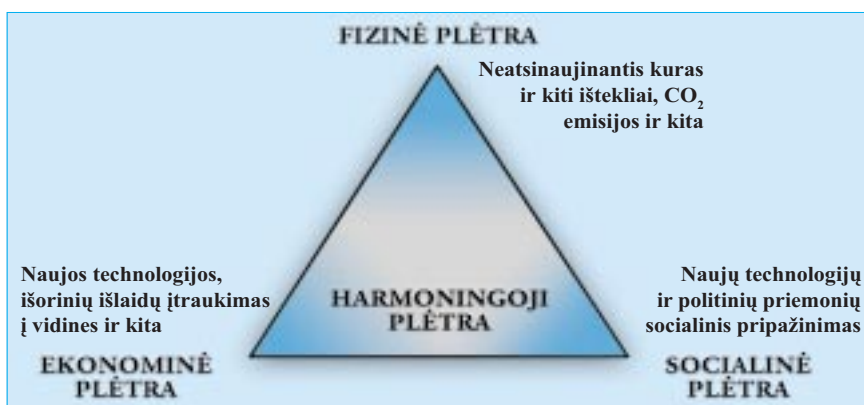 FIZINĖ PLĖTRA
Neatsinaujinantis kuras
ir kiti ištekliai, CO₂
emisijos ir kita
Naujos technologijos,
išorinių išlaidų įtraukimas
į vidines ir kita
EKONOMINĖ
PLĖTRA
HARMONINGOJI
PLĖTRA
Naujų technologijų
ir politinių priemonių
socialinis pripažinimas
SOCIALINĖ
PLĖTRA